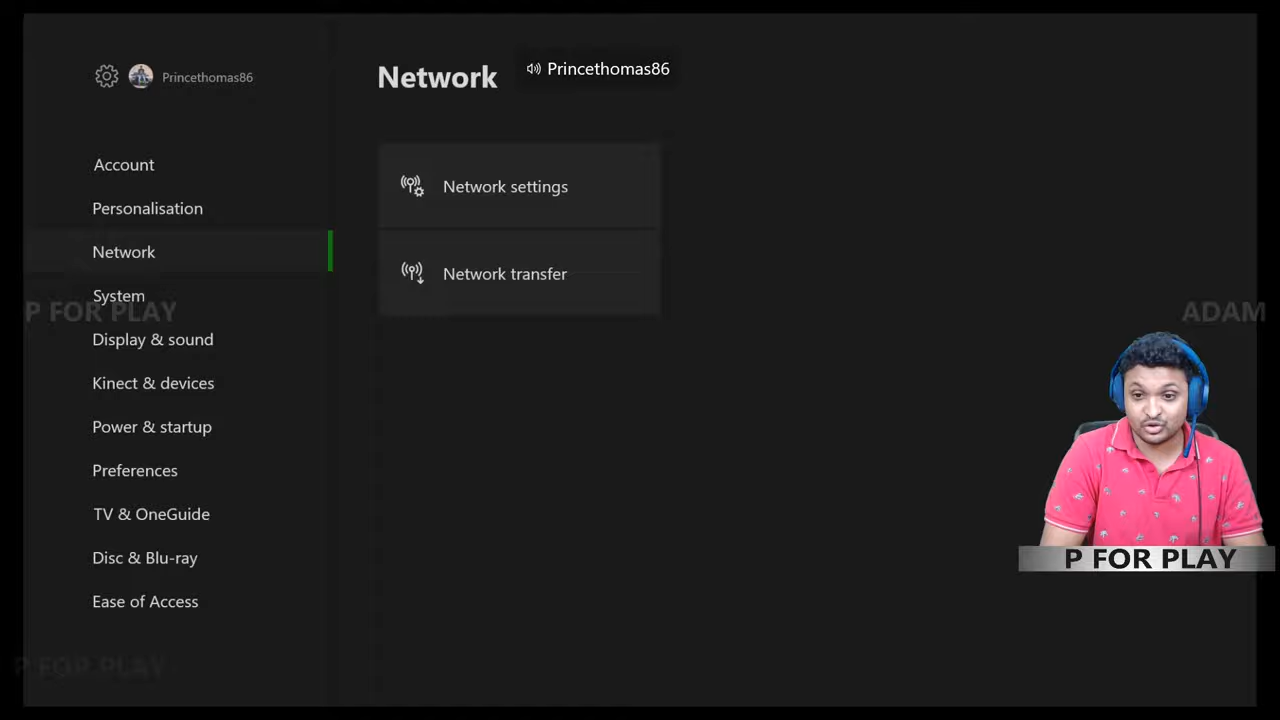 Princethomas86
Account
Personalisation
Network
System
Display & sound
Kinect & devices
Power & startup
Preferences
TV & OneGuide
Disc & Blu-ray
Ease of Access
Network
Princethomas86
Network settings
Network transfer
P FOR PLAY
ADAM
P FOR PLAY
P FOR PLAY